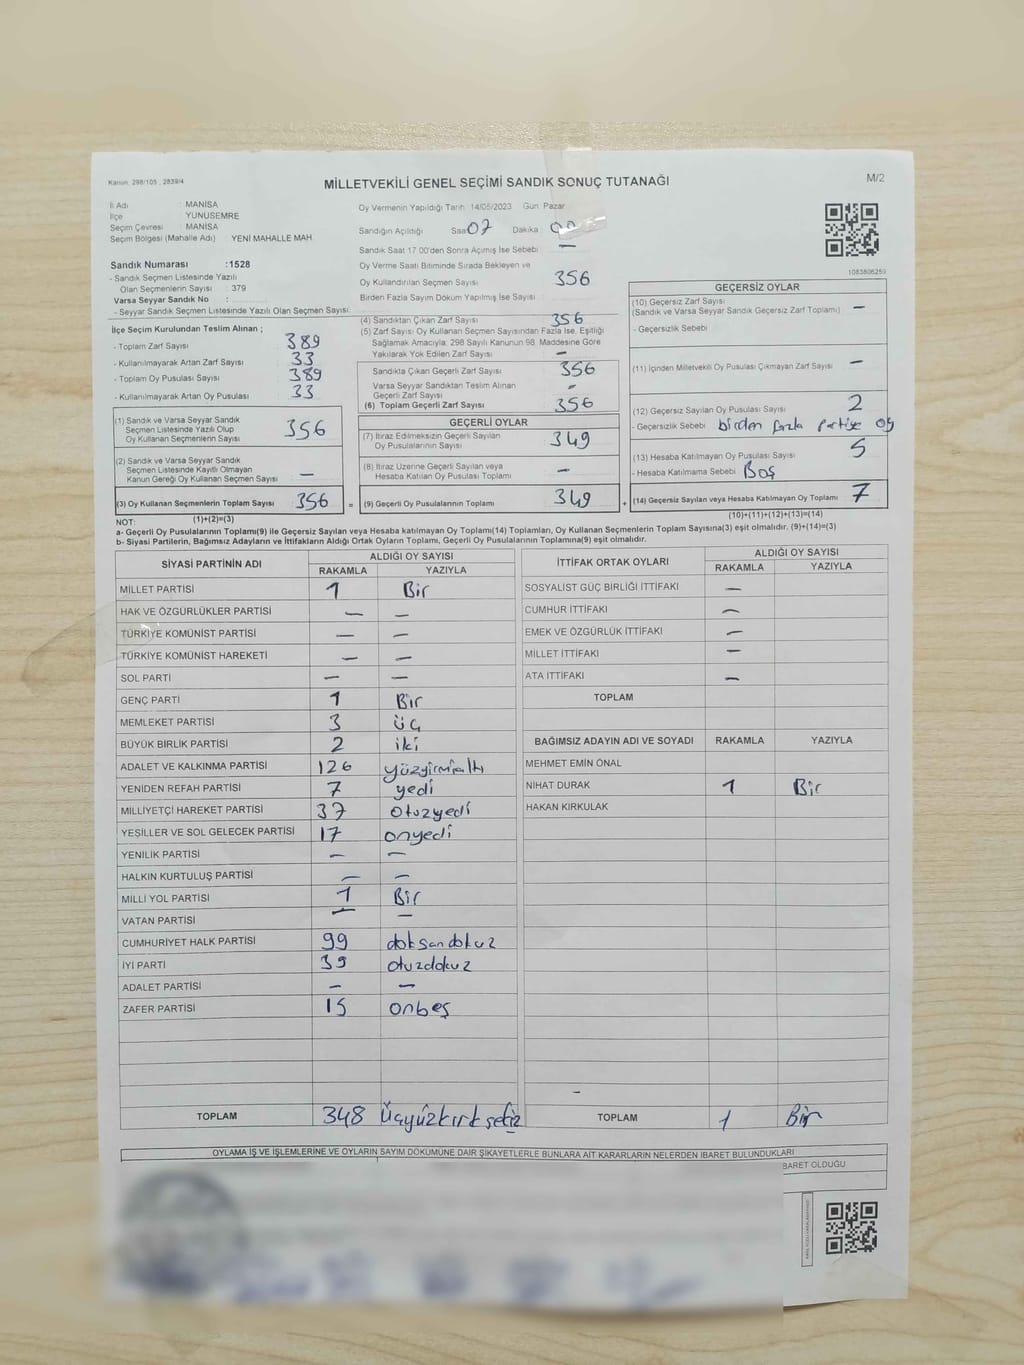 Kanun: 298/105 , 2839/4
MİLLETVEKİLİ GENEL SEÇİMİ SANDIK SONUÇ TUTANAĞI
M/2
İl Adı : MANİSA
İlçe : YUNUSEMRE
Seçim Çevresi : MANİSA
Seçim Bölgesi (Mahalle Adı) : YENİ MAHALLE MAH.
Sandık Numarası :1528
- Sandık Seçmen Listesinde Yazılı
Olan Seçmenlerin Sayısı : 379
Varsa Seyyar Sandık No :
- Seyyar Sandık Seçmen Listesinde Yazılı Olan Seçmen Sayısı:
Oy Vermenin Yapıldığı Tarih: 14/05/2023 Gün: Pazar
Sandığın Açıldığı Saat 07 Dakika :
Sandık Saat 17.00'den Sonra Açımış İse Sebebi : —
Oy Verme Saati Bitiminde Sırada Bekleyen ve
Oy Kullandırılan Seçmen Sayısı : 356
Birden Fazla Sayım Döküm Yapılmış İse Sayısı :
1083806259
İlçe Seçim Kurulundan Teslim Alınan ;
- Toplam Zarf Sayısı : 389
- Kullanılmayarak Artan Zarf Sayısı : 33
- Toplam Oy Pusulası Sayısı : 389
- Kullanılmayarak Artan Oy Pusulası : 33
(4) Sandıktan Çıkan Zarf Sayısı : 356
(5) Zarf Sayısı Oy Kullanan Seçmen Sayısından Fazla İse, Eşitliği
Sağlamak Amacıyla; 298 Sayılı Kanunun 98. Maddesine Göre
Yakılarak Yok Edilen Zarf Sayısı : —
Sandıkta Çıkan Geçerli Zarf Sayısı : 356
Varsa Seyyar Sandıktan Teslim Alınan
Geçerli Zarf Sayısı : -
(6) Toplam Geçerli Zarf Sayısı : 356
(1) Sandık ve Varsa Seyyar Sandık
Seçmen Listesinde Yazılı Olup
Oy Kullanan Seçmenlerin Sayısı : 356
(2) Varsa Sandık ve Varsa Seyyar Sandık
Seçmen Listesinde Kayıtlı Olmayan
Kanun Gereği Oy Kullanan Seçmen Sayısı : —
(3) Oy Kullanan Seçmenlerin Toplam Sayısı : 356
GEÇERLİ OYLAR
(7) İtiraz Edilmeksizin Geçerli Sayılan
Oy Pusulalarının Sayısı : 349
(8) İtiraz Üzerine Geçerli Sayılan veya
Hesaba Katılan Oy Pusulası Toplamı : —
= (9) Geçerli Oy Pusulalarının Toplamı : 349
GEÇERSİZ OYLAR
(10) Geçersiz Zarf Sayısı
(Sandık ve Varsa Seyyar Sandık Geçersiz Zarf Toplamı) : —
- Geçersizlik Sebebi :
(11) İçinden Milletvekili Oy Pusulası Çıkmayan Zarf Sayısı : —
(12) Geçersiz Sayılan Oy Pusulası Sayısı : 2
- Geçersizlik Sebebi : birden fazla partiye oy
(13) Hesaba Katılmayan Oy Pusulası Sayısı : 5
- Hesaba Katılmama Sebebi : Boş
+ (14) Geçersiz Sayılan veya Hesaba Katılmayan Oy Toplamı : 7
NOT: (1)+(2)=(3)
(10)+(11)+(12)+(13)=(14)
a- Geçerli Oy Pusulalarının Toplamı(9) ile Geçersiz Sayılan veya Hesaba katılmayan Oy Toplamı(14) Toplamları, Oy Kullanan Seçmenlerin Toplam Sayısına(3) eşit olmalıdır. (9)+(14)=(3)
b- Siyasi Partilerin, Bağımsız Adayların ve İttifakların Aldığı Ortak Oyların Toplamı, Geçerli Oy Pusulalarının Toplamına(9) eşit olmalıdır.
SİYASİ PARTİNİN ADI
ALDIĞI OY SAYISI
RAKAMLA YAZIYLA
MİLLET PARTİSİ 1 Bir
HAK VE ÖZGÜRLÜKLER PARTİSİ — —
TÜRKİYE KOMÜNİST PARTİSİ — —
TÜRKİYE KOMÜNİST HAREKETİ — —
SOL PARTİ — —
GENÇ PARTİ 1 Bir
MEMLEKET PARTİSİ 3 üç
BÜYÜK BİRLİK PARTİSİ 2 iki
ADALET VE KALKINMA PARTİSİ 126 yüzyirmialtı
YENİDEN REFAH PARTİSİ 7 yedi
MİLLİYETÇİ HAREKET PARTİSİ 37 otuzyedi
YEŞİLLER VE SOL GELECEK PARTİSİ 17 onyedi
YENİLİK PARTİSİ — —
HALKIN KURTULUŞ PARTİSİ — —
MİLLİ YOL PARTİSİ 1 Bir
VATAN PARTİSİ — —
CUMHURİYET HALK PARTİSİ 99 doksandokuz
İYİ PARTİ 39 otuzdokuz
ADALET PARTİSİ — —
ZAFER PARTİSİ 15 onbeş
TOPLAM 348 Üçyüzkırksekiz
İTTİFAK ORTAK OYLARI
ALDIĞI OY SAYISI
RAKAMLA YAZIYLA
SOSYALİST GÜÇ BİRLİĞİ İTTİFAKI —
CUMHUR İTTİFAKI —
EMEK VE ÖZGÜRLÜK İTTİFAKI —
MİLLET İTTİFAKI —
ATA İTTİFAKI —
TOPLAM
BAĞIMSIZ ADAYIN ADI VE SOYADI RAKAMLA YAZIYLA
MEHMET EMİN ÖNAL
NİHAT DURAK 1 Bir
HAKAN KIRKULAK
-
TOPLAM 1 Bir
OYLAMA İŞ VE İŞLEMLERİNE VE OYLARIN SAYIM DÖKÜMÜNE DAİR ŞİKAYETLERLE BUNLARA AİT KARARLARIN NELERDEN İBARET BULUNDUKLARI
BARET OLDUĞU